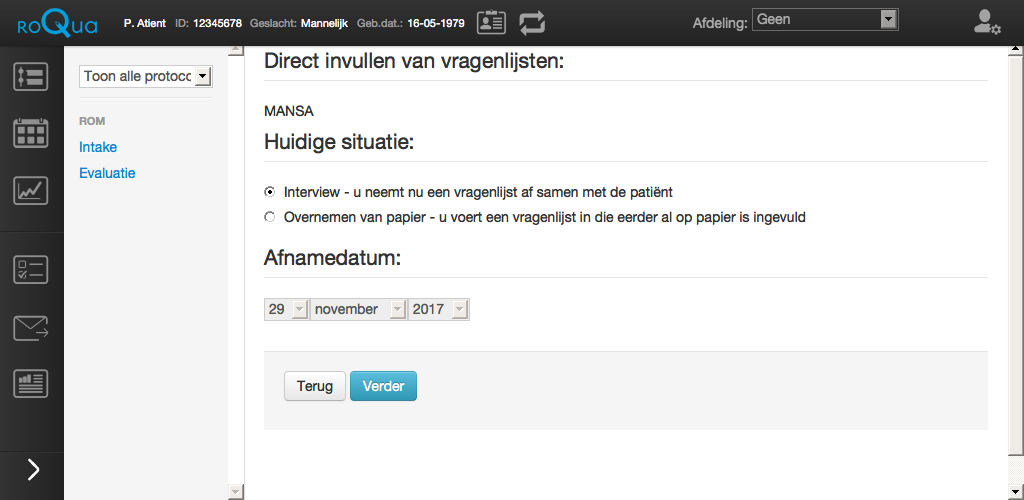 roQua P. Atient ID: 12345678 Geslacht: Mannelijk Geb.dat.: 16-05-1979 Afdeling: Geen
Toon alle protocc
ROM
Intake
Evaluatie
Direct invullen van vragenlijsten:
MANSA
Huidige situatie:
Interview - u neemt nu een vragenlijst af samen met de patiënt
Overnemen van papier - u voert een vragenlijst in die eerder al op papier is ingevuld
Afnamedatum:
29 november 2017
Terug Verder